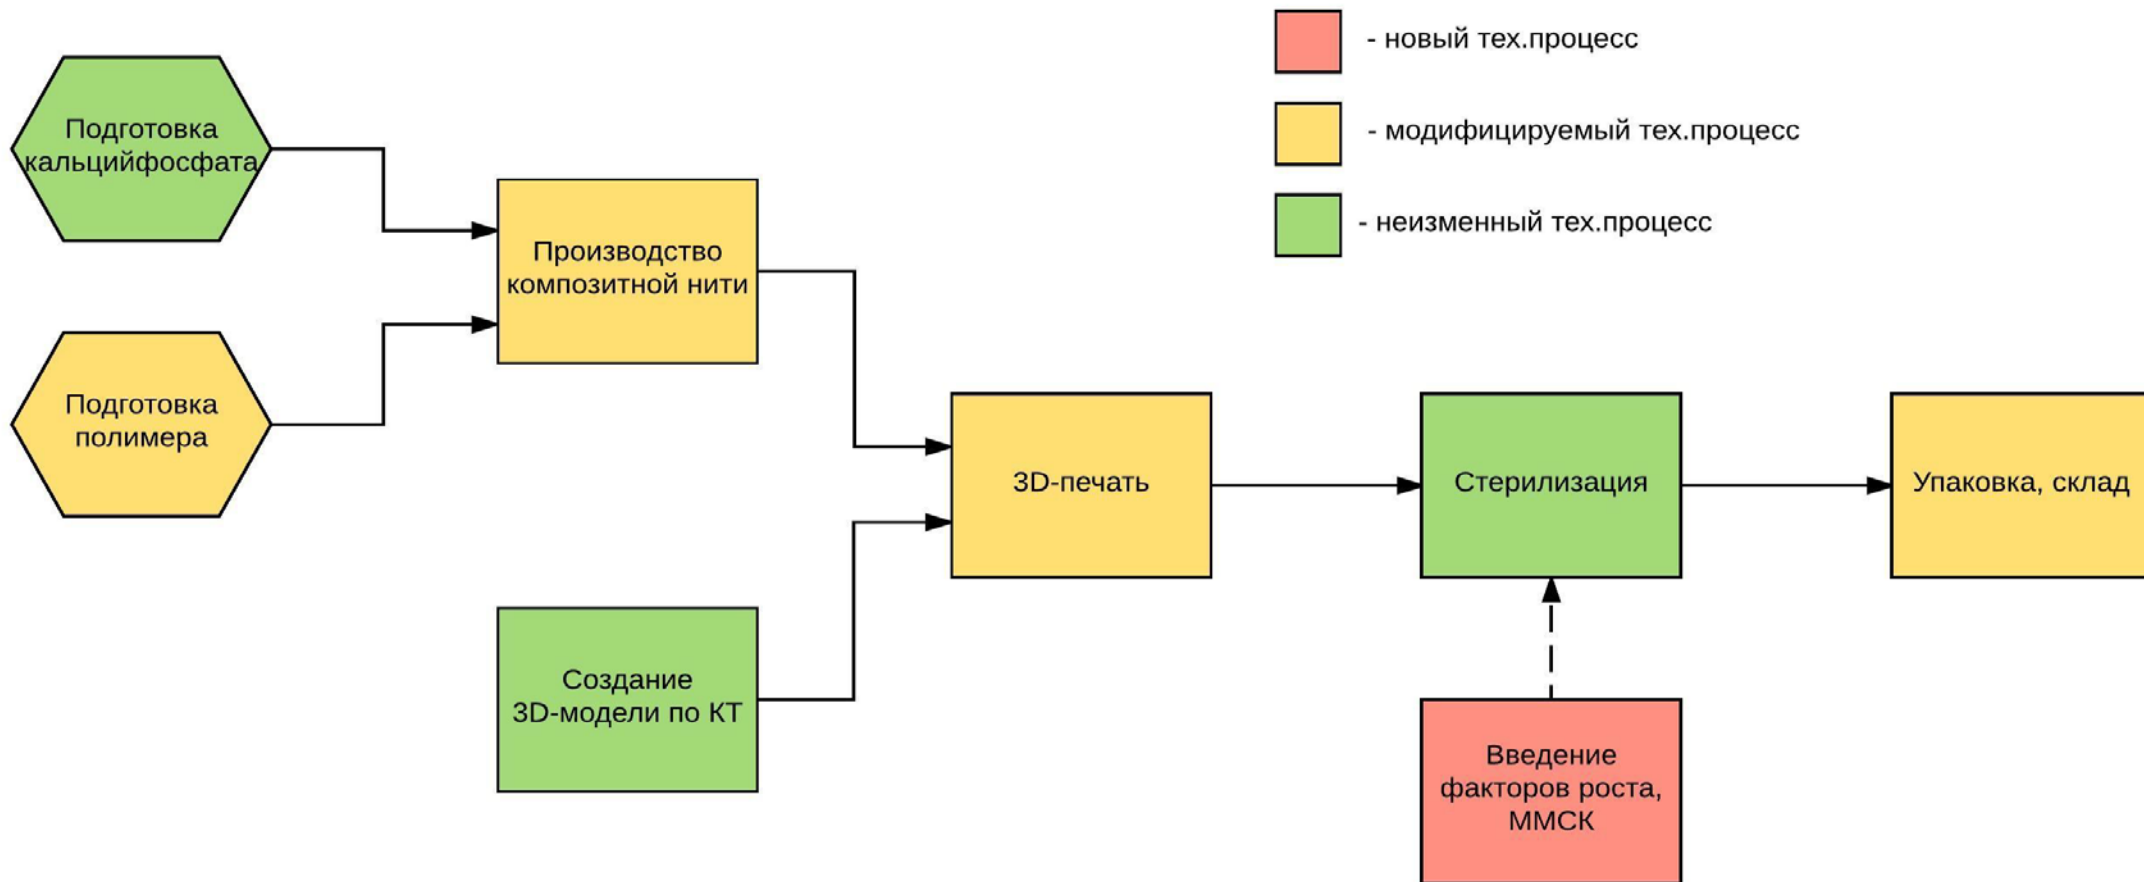 - новый тех.процесс
- модифицируемый тех.процесс
- неизменный тех.процесс
Подготовка
кальцийфосфата
Подготовка
полимера
Производство
композитной нити
Создание
3D-модели по КТ
3D-печать
Стерилизация
Упаковка, склад
Введение
факторов роста,
ММСК